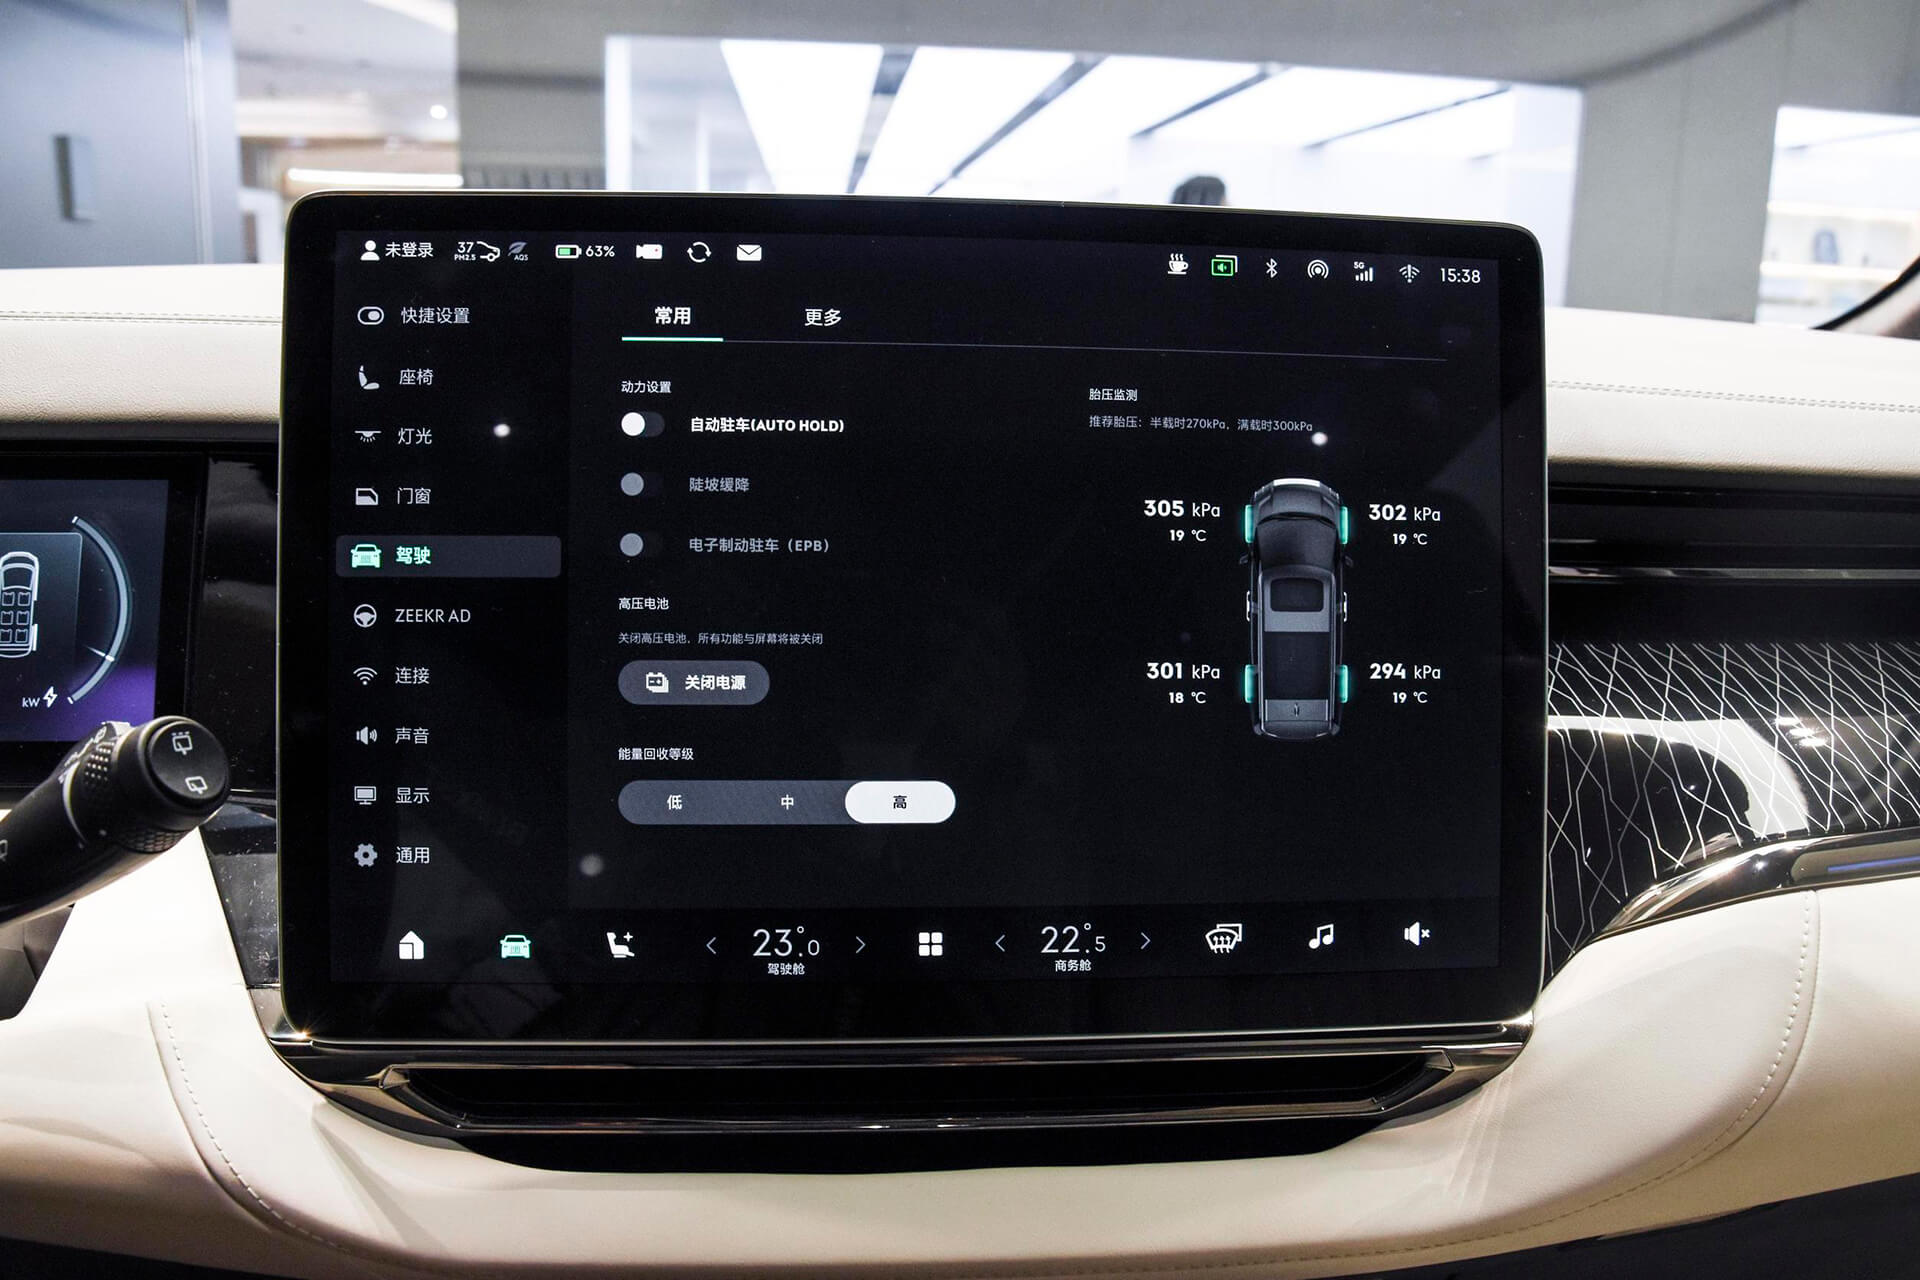 未登录 37 PM2.5 AQS 63% 5G 15:38
快捷设置
座椅
灯光
门窗
驾驶
ZEEKR AD
连接
声音
显示
通用
常用 更多
动力设置
自动驻车(AUTO HOLD)
陡坡缓降
电子制动驻车（EPB）
高压电池
关闭高压电池，所有功能与屏幕将被关闭
关闭电源
能量回收等级
低 中 高
胎压监测
推荐胎压：半载时270kPa，满载时300kPa
305 kPa 302 kPa
19 ℃ 19 ℃
301 kPa 294 kPa
18 ℃ 19 ℃
23.0 22.5
驾驶舱 商务舱
kW